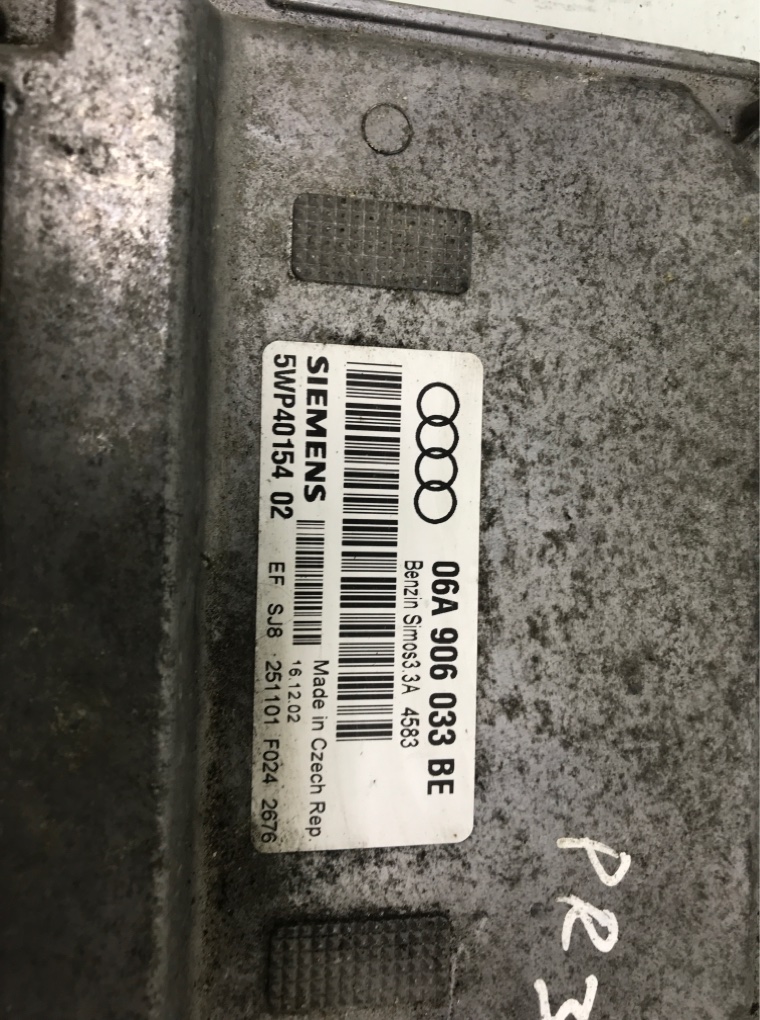 06A 906 033 BE
Benzin Simos3.3A 4583
SIEMENS
Made in Czech Rep.
16.12.02
5WP40154 02
EF SJ8 251101 F024 2676
PR3